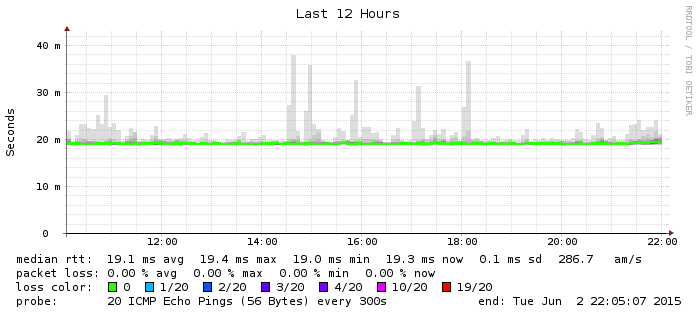 Last 12 Hours
RRDTOOL / TOBI OETIKER
Seconds
40 m
30 m
20 m
10 m
0
12:00 14:00 16:00 18:00 20:00 22:00
median rtt: 19.1 ms avg 19.4 ms max 19.0 ms min 19.3 ms now 0.1 ms sd 286.7 am/s
packet loss: 0.00 % avg 0.00 % max 0.00 % min 0.00 % now
loss color: 0 1/20 2/20 3/20 4/20 10/20 19/20
probe: 20 ICMP Echo Pings (56 Bytes) every 300s end: Tue Jun 2 22:05:07 2015